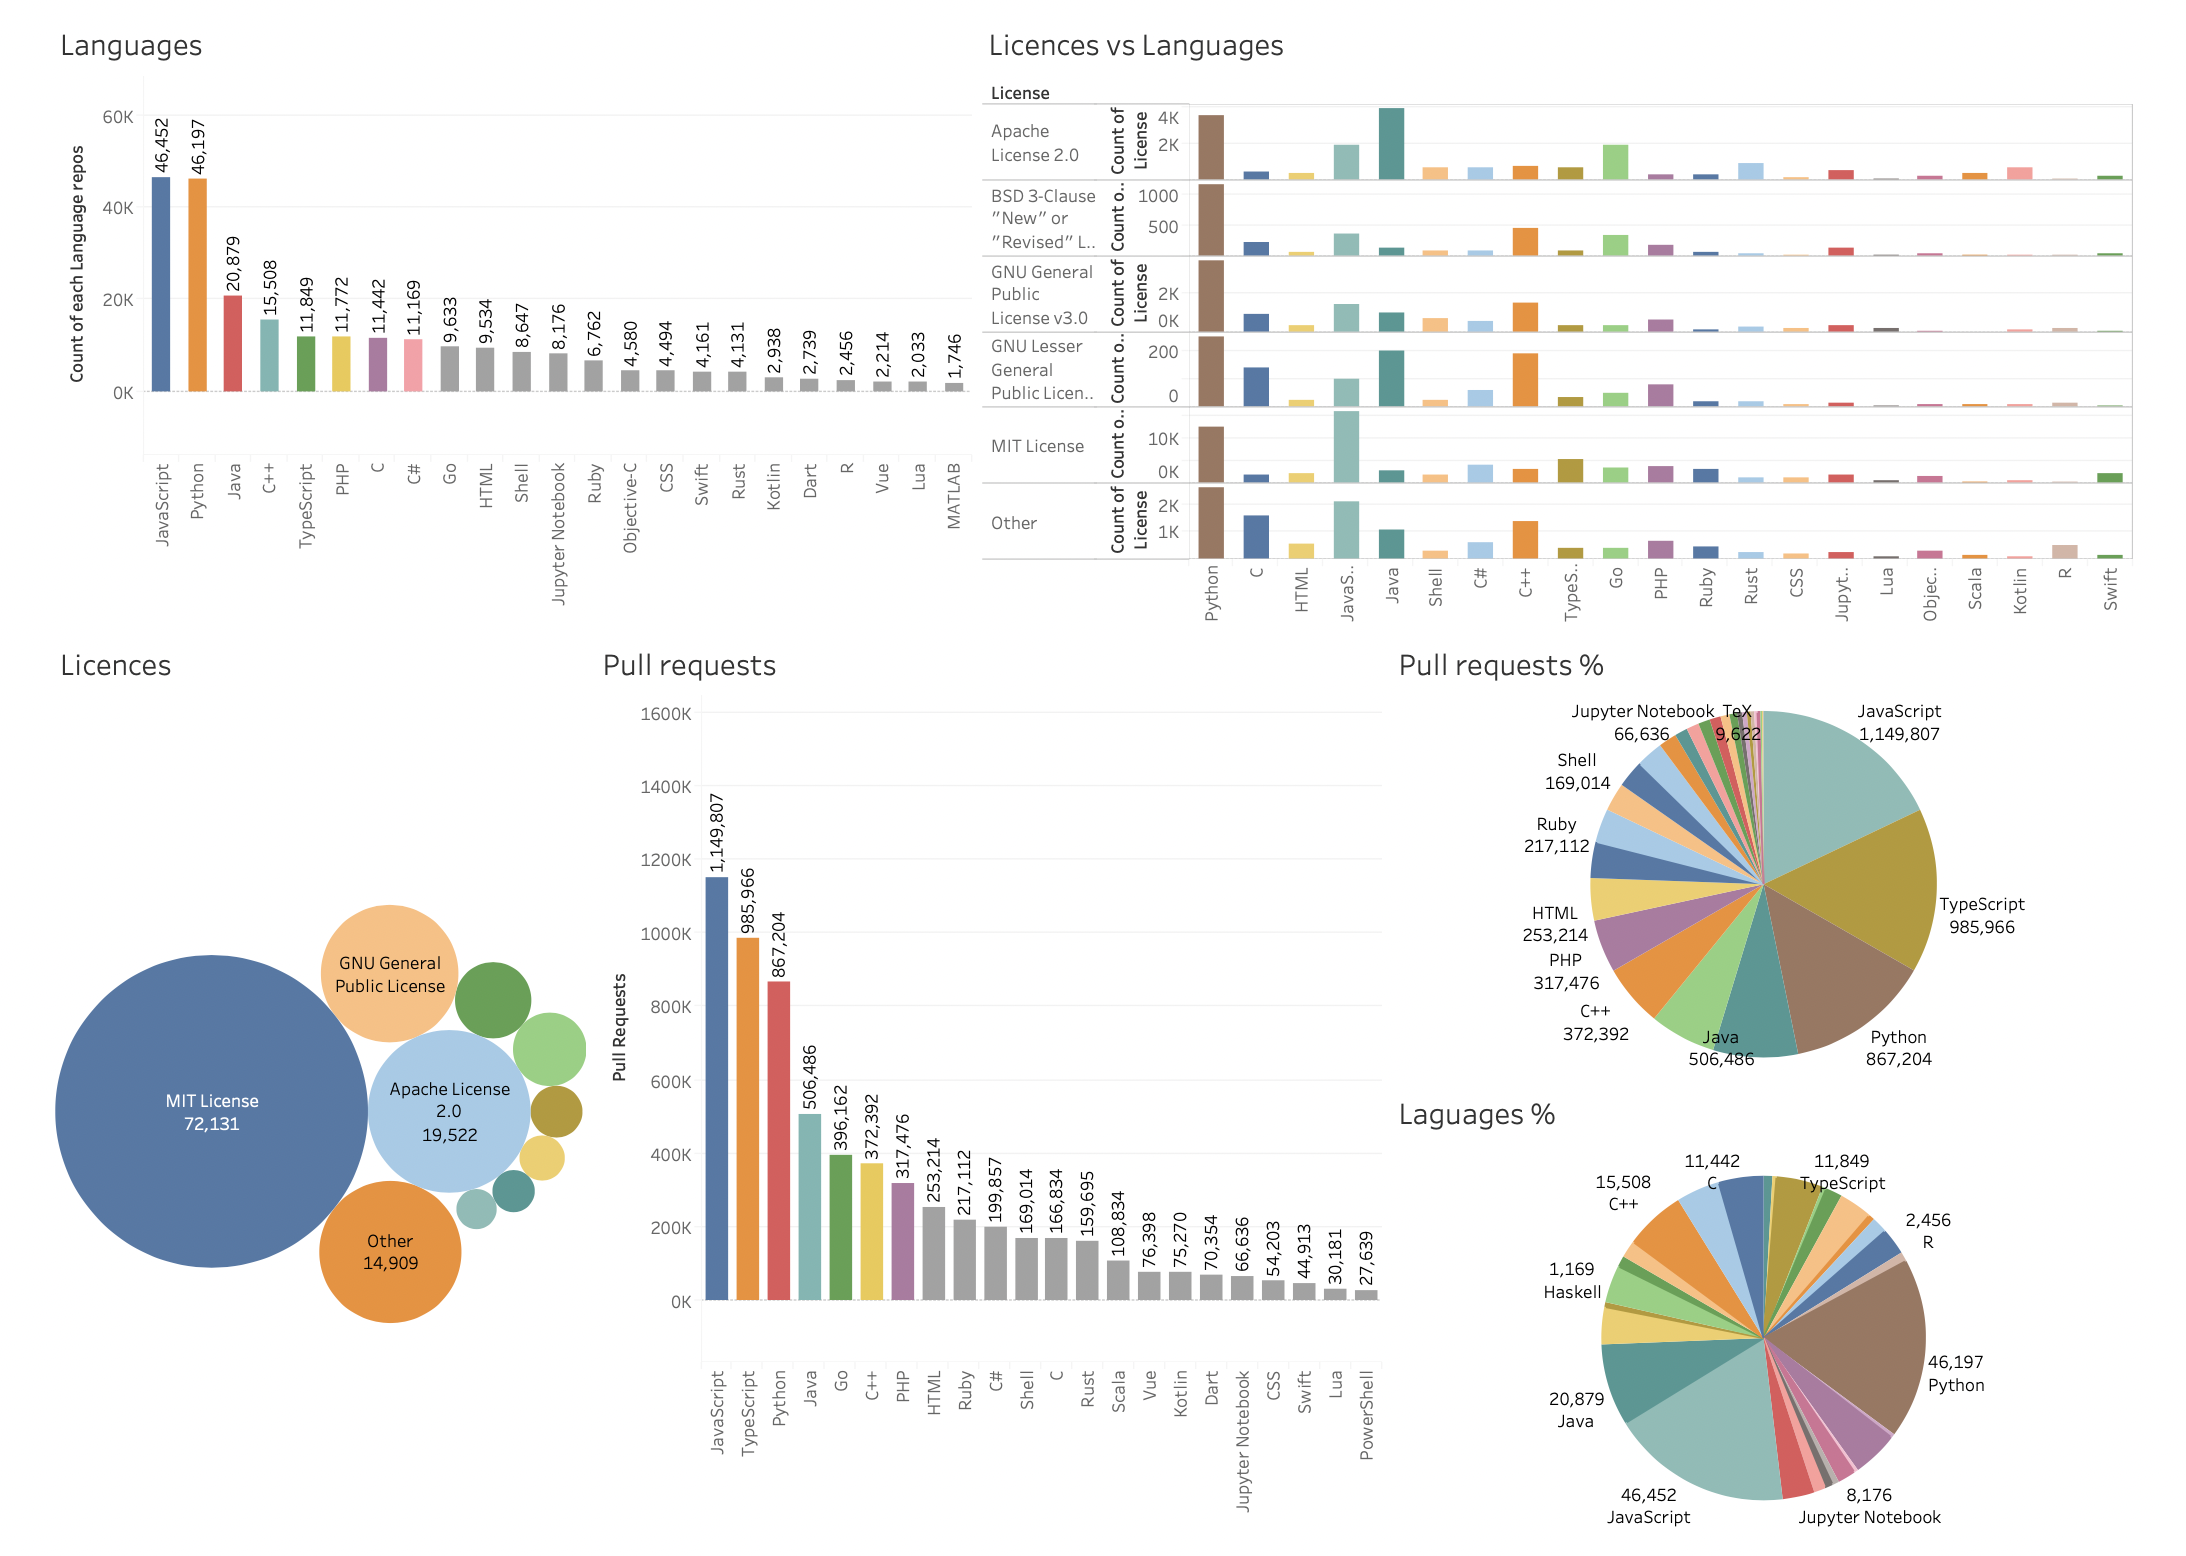 Languages
Count of each Language repos
60K
40K
20K
0K
46,452
46,197
20,879
15,508
11,849
11,772
11,442
11,169
9,633
9,534
8,647
8,176
6,762
4,580
4,494
4,161
4,131
2,938
2,739
2,456
2,214
2,033
1,746
JavaScript
Python
Java
C++
TypeScript
PHP
C
C#
Go
HTML
Shell
Jupyter Notebook
Ruby
Objective-C
CSS
Swift
Rust
Kotlin
Dart
R
Vue
Lua
MATLAB
Licences vs Languages
License
Apache
License 2.0
Count of
License
4K
2K
BSD 3-Clause
"New" or
"Revised" L..
Count o..
1000
500
GNU General
Public
License v3.0
Count of
License
2K
0K
GNU Lesser
General
Public Licen..
Count o..
200
0
MIT License
Count o..
10K
0K
Other
Count of
License
2K
1K
Python
C
HTML
JavaS..
Java
Shell
C#
C++
TypeS..
Go
PHP
Ruby
Rust
CSS
Jupyt..
Lua
Objec..
Scala
Kotlin
R
Swift
Licences
GNU General
Public License
MIT License
72,131
Apache License
2.0
19,522
Other
14,909
Pull requests
Pull Requests
1600K
1400K
1200K
1000K
800K
600K
400K
200K
0K
1,149,807
985,966
867,204
506,486
396,162
372,392
317,476
253,214
217,112
199,857
169,014
166,834
159,695
108,834
76,398
75,270
70,354
66,636
54,203
44,913
30,181
27,639
JavaScript
TypeScript
Python
Java
Go
C++
PHP
HTML
Ruby
C#
Shell
C
Rust
Scala
Vue
Kotlin
Dart
Jupyter Notebook
CSS
Swift
Lua
PowerShell
Pull requests %
Jupyter Notebook
66,636
TeX
9,622
JavaScript
1,149,807
Shell
169,014
Ruby
217,112
TypeScript
985,966
HTML
253,214
PHP
317,476
C++
372,392
Java
506,486
Python
867,204
Laguages %
11,442
C
11,849
TypeScript
15,508
C++
2,456
R
1,169
Haskell
46,197
Python
20,879
Java
46,452
JavaScript
8,176
Jupyter Notebook